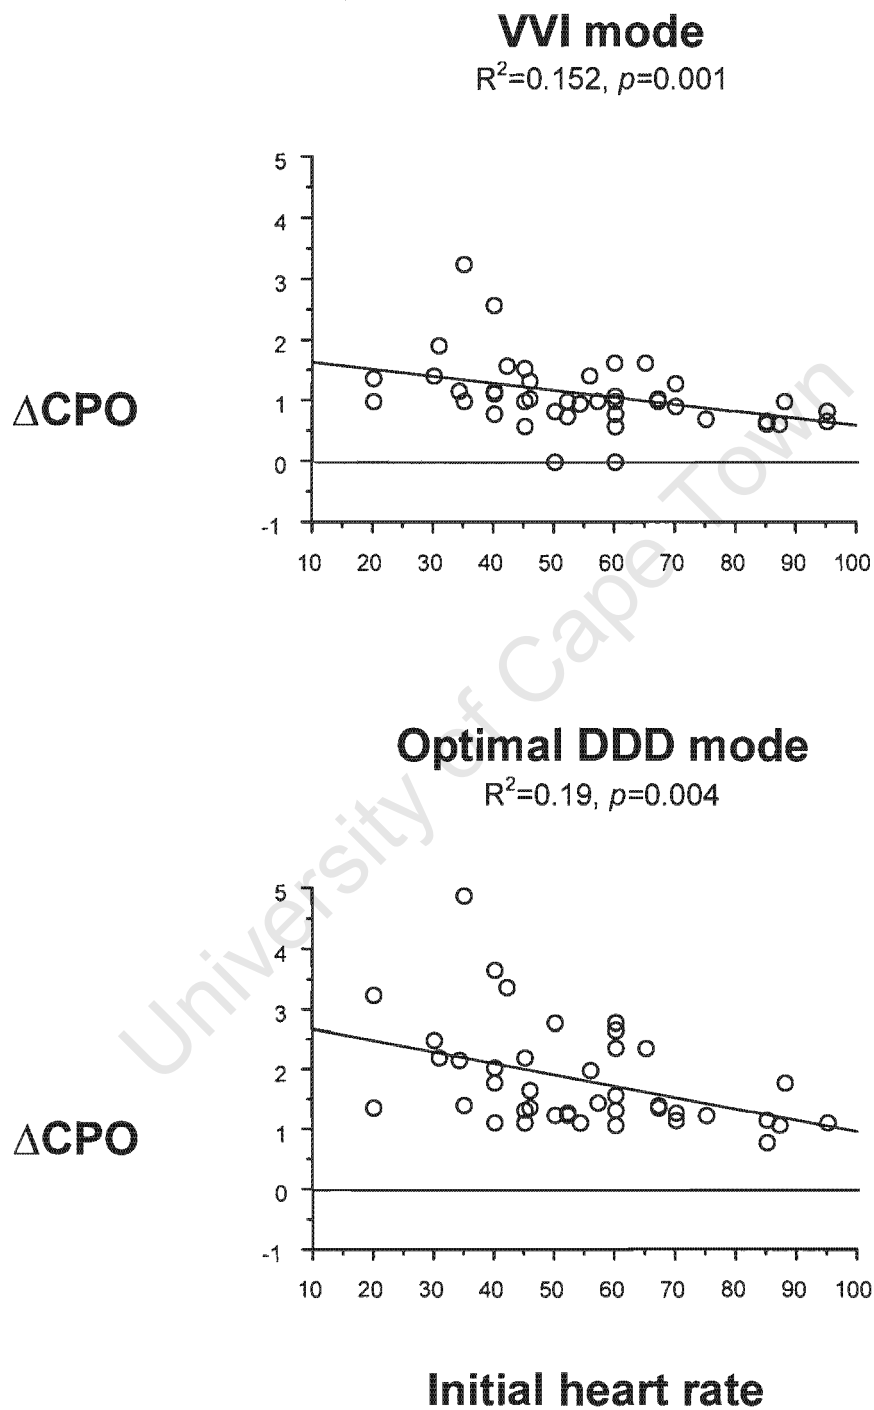 VVI mode
R²=0.152, p=0.001
5
4
3
2
1
0
-1
ΔCPO
10 20 30 40 50 60 70 80 90 100
University of Cape Town
Optimal DDD mode
R²=0.19, p=0.004
5
4
3
2
1
0
-1
ΔCPO
10 20 30 40 50 60 70 80 90 100
Initial heart rate